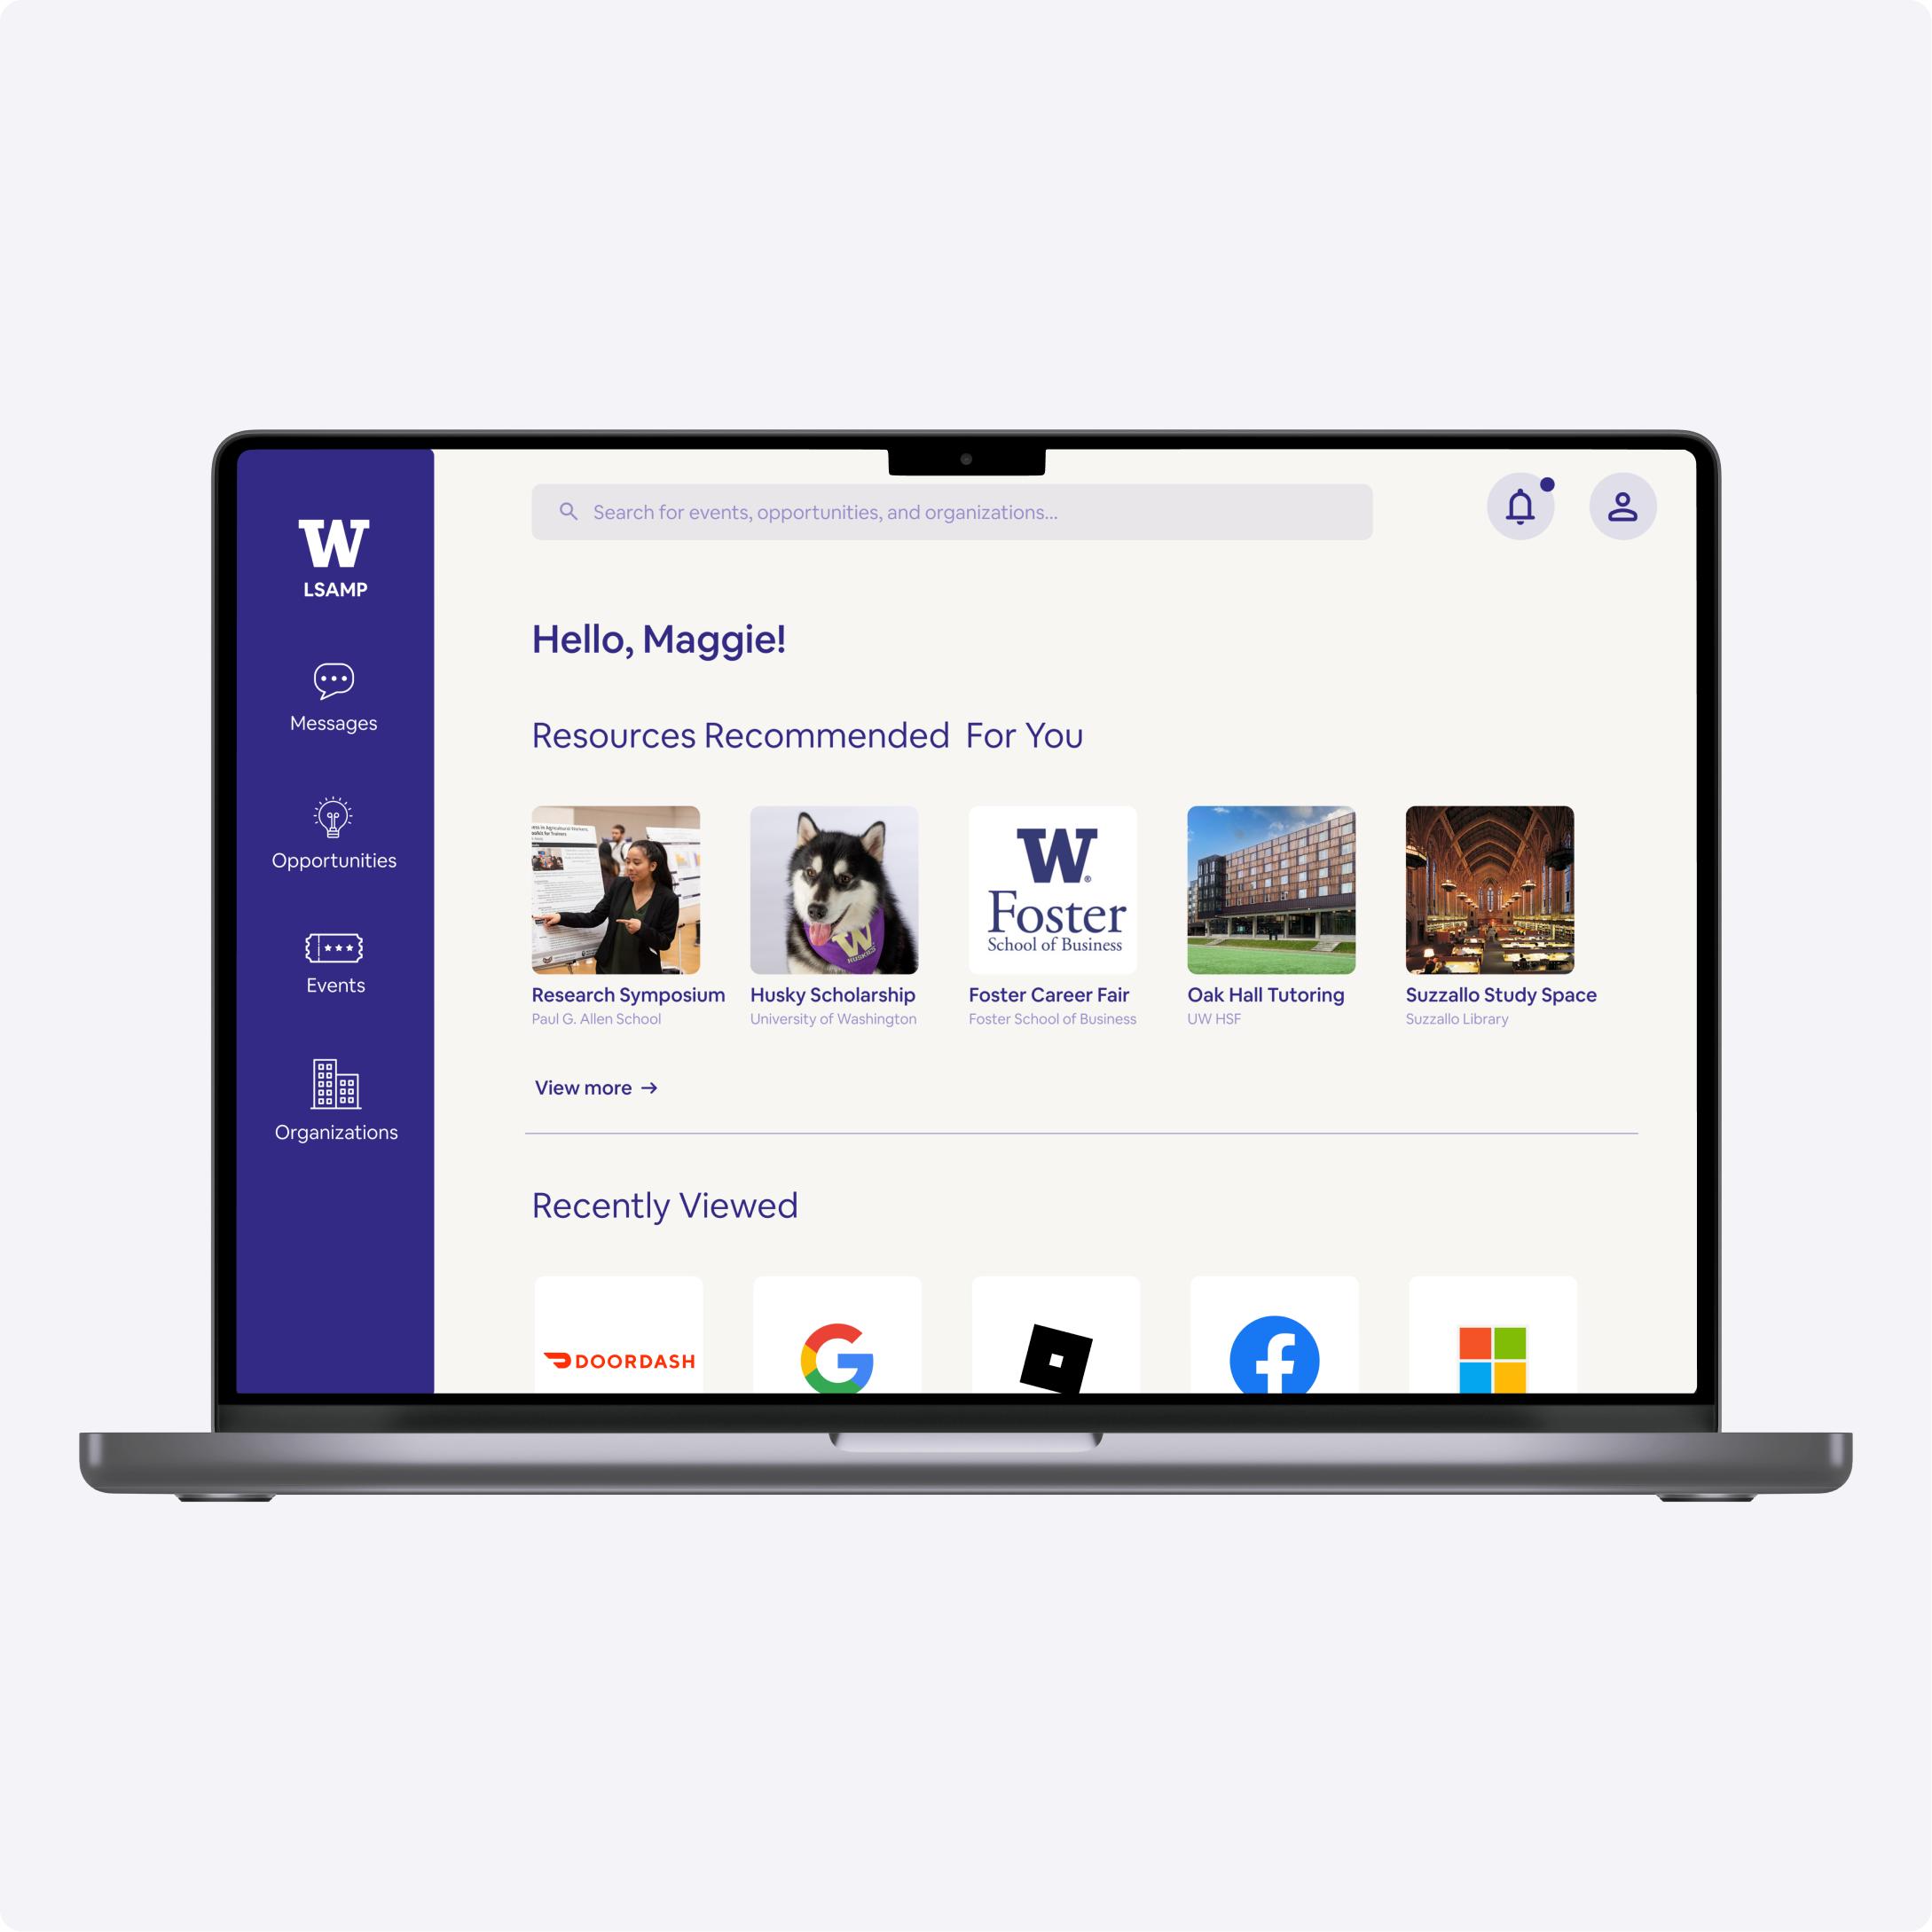 W
LSAMP
Messages
Opportunities
Events
Organizations
Search for events, opportunities, and organizations...
Hello, Maggie!
Resources Recommended For You
W
HUSKIES
W®
Foster
School of Business
Research Symposium
Paul G. Allen School
Husky Scholarship
University of Washington
Foster Career Fair
Foster School of Business
Oak Hall Tutoring
UW HSF
Suzzallo Study Space
Suzzallo Library
View more →
Recently Viewed
DOORDASH
G
f